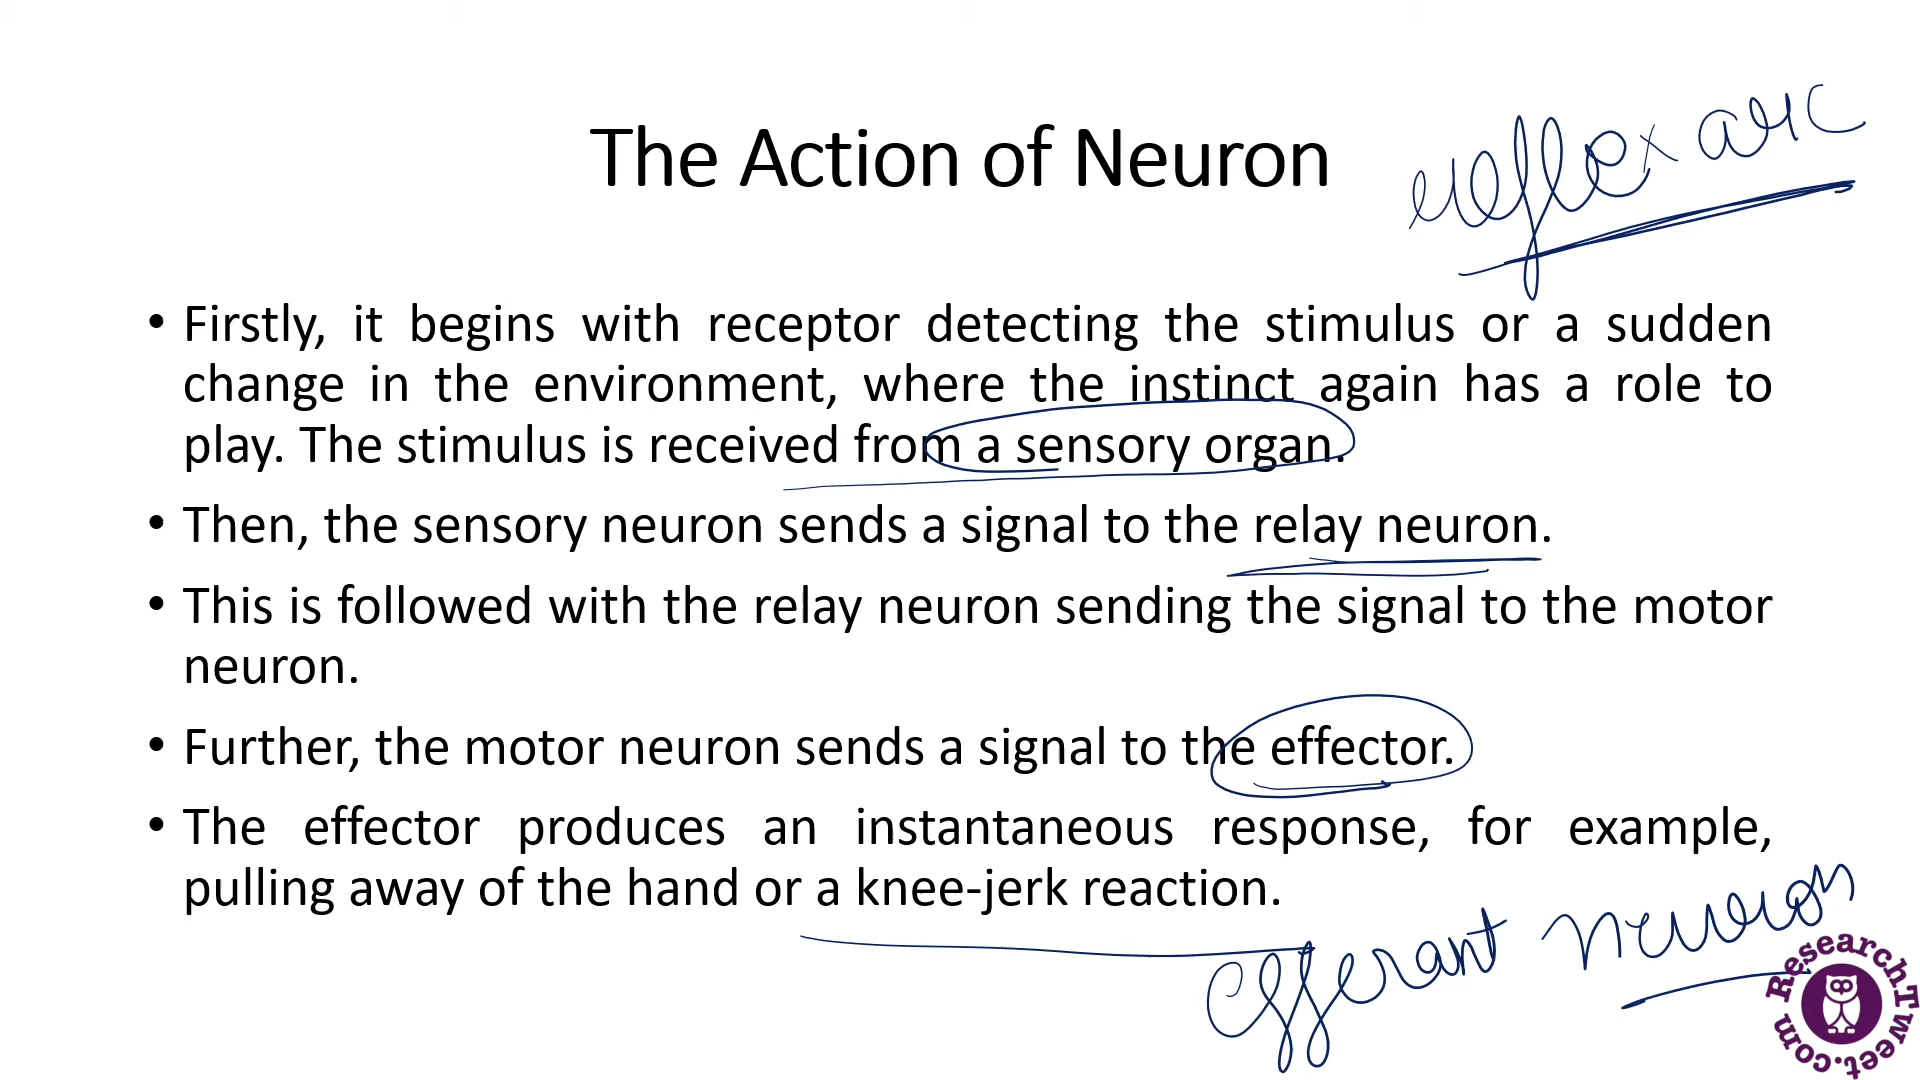 The Action of Neuron
reflex arc
• Firstly, it begins with receptor detecting the stimulus or a sudden
change in the environment, where the instinct again has a role to
play. The stimulus is received from a sensory organ.
• Then, the sensory neuron sends a signal to the relay neuron.
• This is followed with the relay neuron sending the signal to the motor
neuron.
• Further, the motor neuron sends a signal to the effector.
• The effector produces an instantaneous response, for example,
pulling away of the hand or a knee-jerk reaction.
efferant neuron
ResearchTweet.com